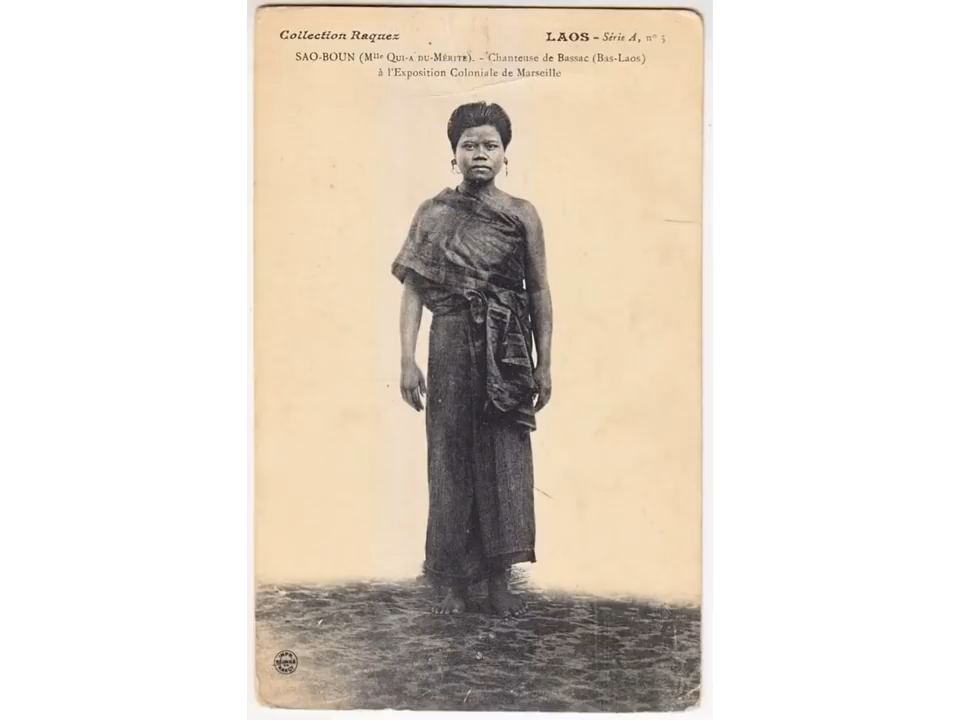 Collection Raquez
LAOS - Série A, n° 5
SAO-BOUN (Mlle QUI-A DU-MÉRITE). - Chanteuse de Bassac (Bas-Laos)
à l'Exposition Coloniale de Marseille